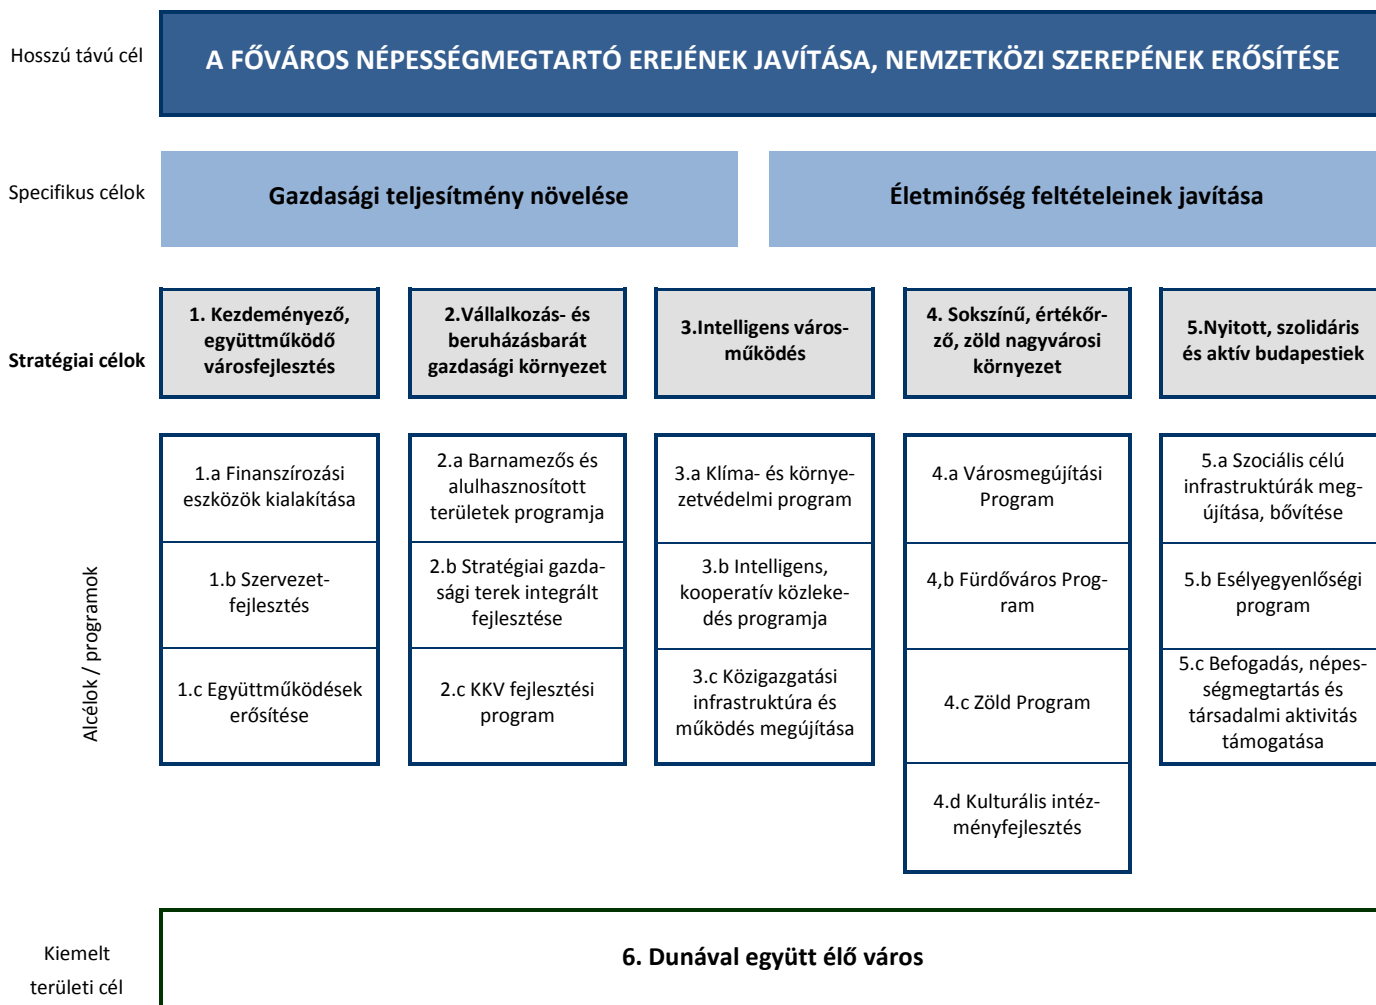 Hosszú távú cél
A FŐVÁROS NÉPESSÉGMEGTARTÓ EREJÉNEK JAVÍTÁSA, NEMZETKÖZI SZEREPÉNEK ERŐSÍTÉSE
Specifikus célok
Gazdasági teljesítmény növelése
Életminőség feltételeinek javítása
Stratégiai célok
1. Kezdeményező,
együttműködő
városfejlesztés
2.Vállalkozás- és
beruházásbarát
gazdasági környezet
3.Intelligens város-
működés
4. Sokszínű, értékőr-
ző, zöld nagyvárosi
környezet
5.Nyitott, szolidáris
és aktív budapestiek
Alcélok / programok
1.a Finanszírozási
eszközök kialakítása
1.b Szervezet-
fejlesztés
1.c Együttműködések
erősítése
2.a Barnamezős és
alulhasznosított
területek programja
2.b Stratégiai gazda-
sági terek integrált
fejlesztése
2.c KKV fejlesztési
program
3.a Klíma- és környe-
zetvédelmi program
3.b Intelligens,
kooperatív közleke-
dés programja
3.c Közigazgatási
infrastruktúra és
működés megújítása
4.a Városmegújítási
Program
4,b Fürdőváros Prog-
ram
4.c Zöld Program
4.d Kulturális intéz-
ményfejlesztés
5.a Szociális célú
infrastruktúrák meg-
újítása, bővítése
5.b Esélyegyenlőségi
program
5.c Befogadás, népes-
ségmegtartás és
társadalmi aktivitás
támogatása
Kiemelt
területi cél
6. Dunával együtt élő város